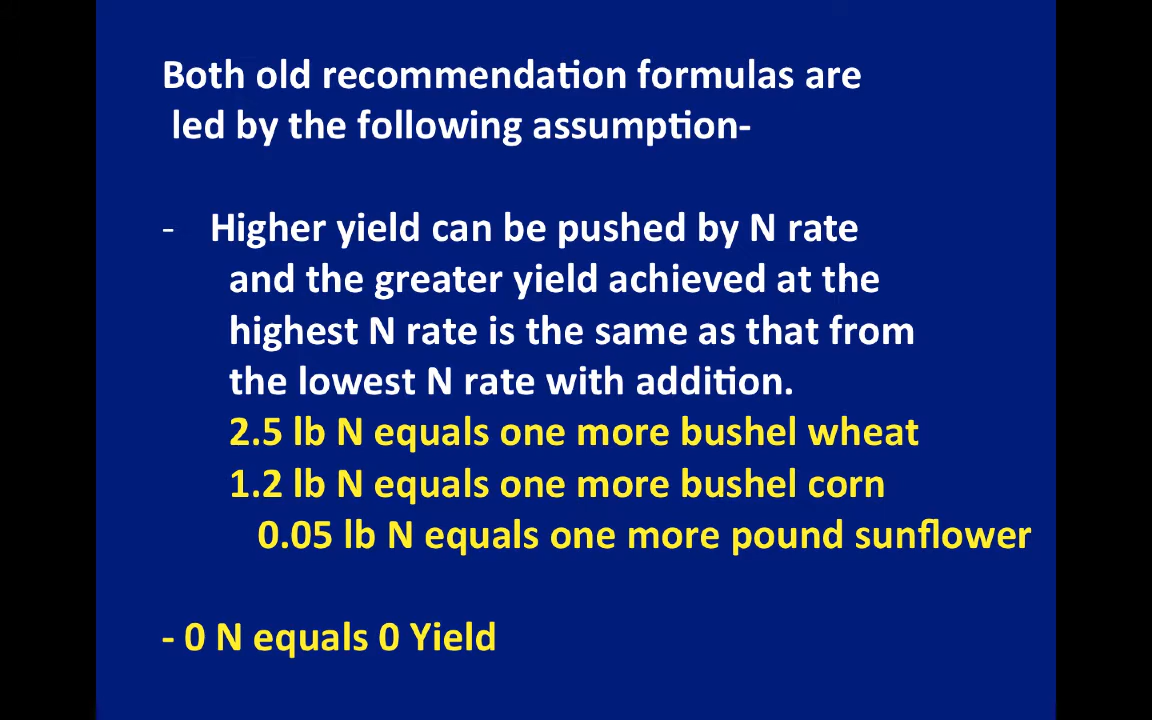 Both old recommendation formulas are
led by the following assumption-
- Higher yield can be pushed by N rate
and the greater yield achieved at the
highest N rate is the same as that from
the lowest N rate with addition.
2.5 lb N equals one more bushel wheat
1.2 lb N equals one more bushel corn
0.05 lb N equals one more pound sunflower
- 0 N equals 0 Yield